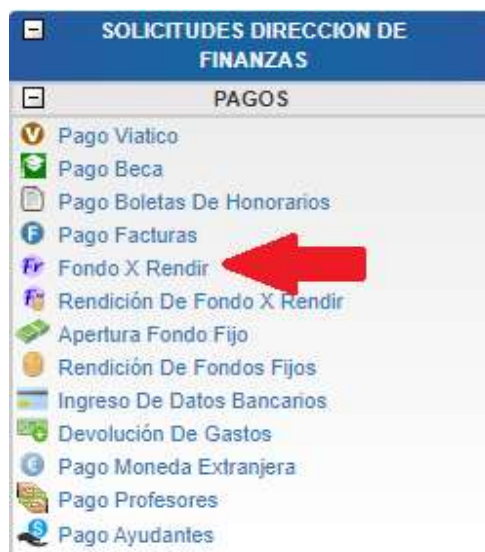 SOLICITUDES DIRECCION DE
FINANZAS
PAGOS
Pago Viatico
Pago Beca
Pago Boletas De Honorarios
Pago Facturas
Fondo X Rendir
Rendición De Fondo X Rendir
Apertura Fondo Fijo
Rendición De Fondos Fijos
Ingreso De Datos Bancarios
Devolución De Gastos
Pago Moneda Extranjera
Pago Profesores
Pago Ayudantes